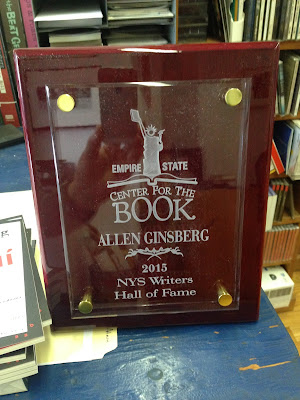 EMPIRE STATE
CENTER FOR THE
BOOK
ALLEN GINSBERG
2015
NYS Writers
Hall of Fame